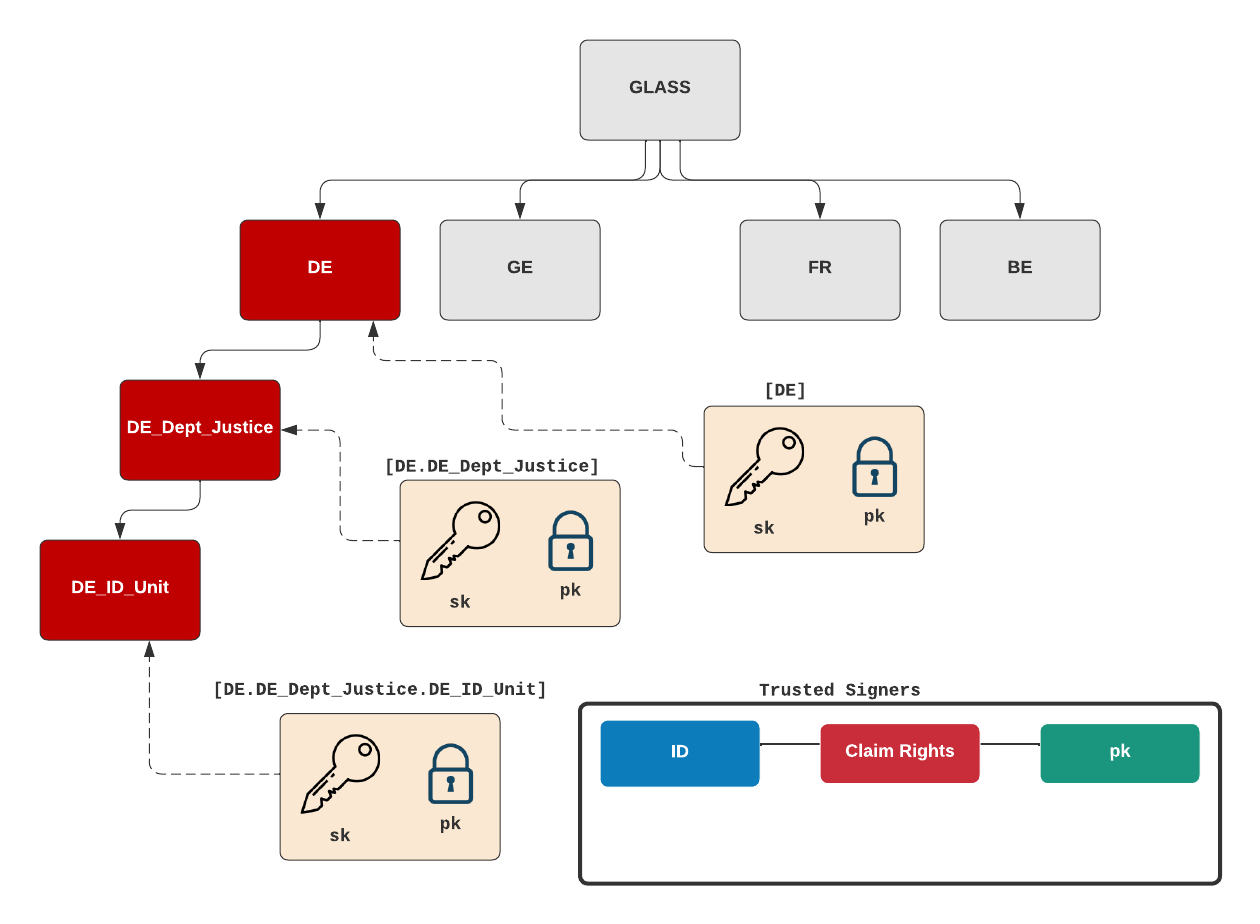 GLASS
DE
GE
FR
BE
DE_Dept_Justice
[DE]
sk
pk
[DE.DE_Dept_Justice]
sk
pk
DE_ID_Unit
[DE.DE_Dept_Justice.DE_ID_Unit]
sk
pk
Trusted Signers
ID
Claim Rights
pk